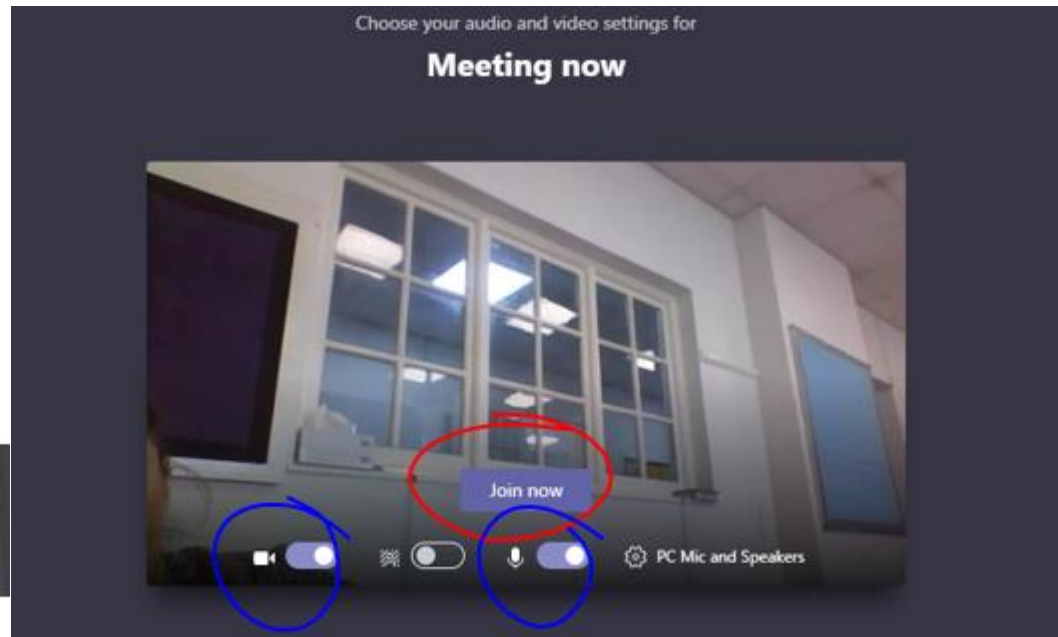 Choose your audio and video settings for
Meeting now
Join now
PC Mic and Speakers